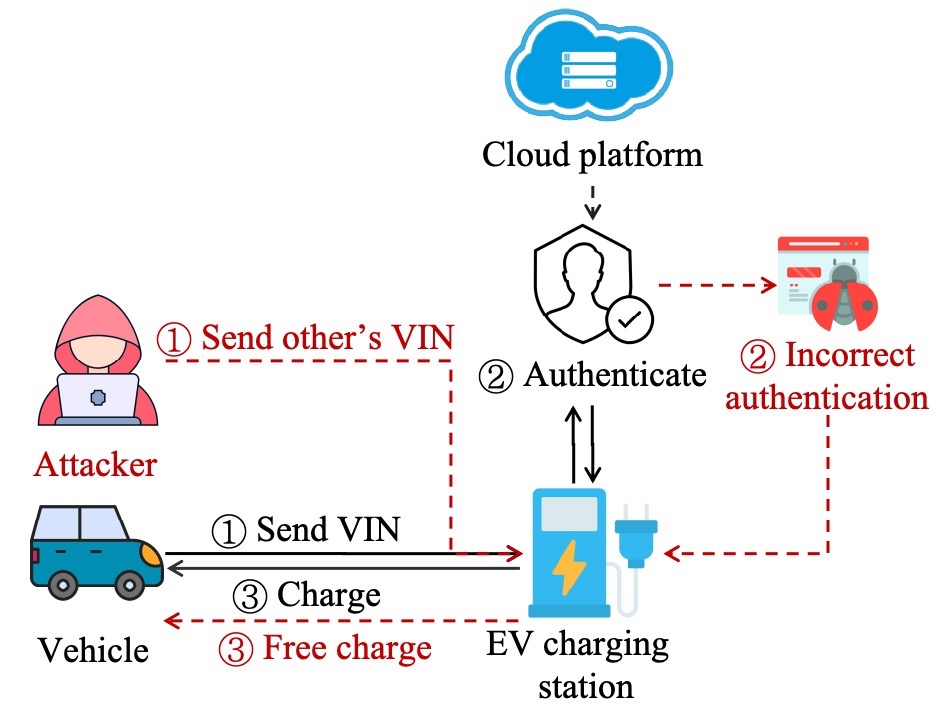 Cloud platform
① Send other’s VIN
② Authenticate
② Incorrect
authentication
Attacker
① Send VIN
③ Charge
③ Free charge
Vehicle
EV charging
station